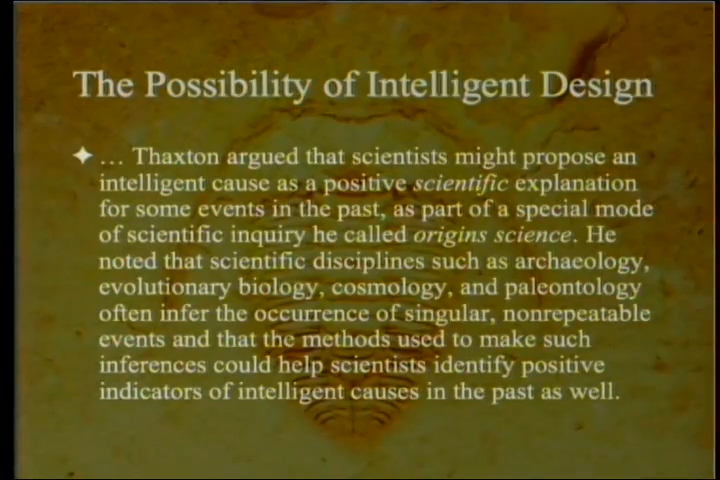 The Possibility of Intelligent Design
… Thaxton argued that scientists might propose an
intelligent cause as a positive scientific explanation
for some events in the past, as part of a special mode
of scientific inquiry he called origins science. He
noted that scientific disciplines such as archaeology,
evolutionary biology, cosmology, and paleontology
often infer the occurrence of singular, nonrepeatable
events and that the methods used to make such
inferences could help scientists identify positive
indicators of intelligent causes in the past as well.